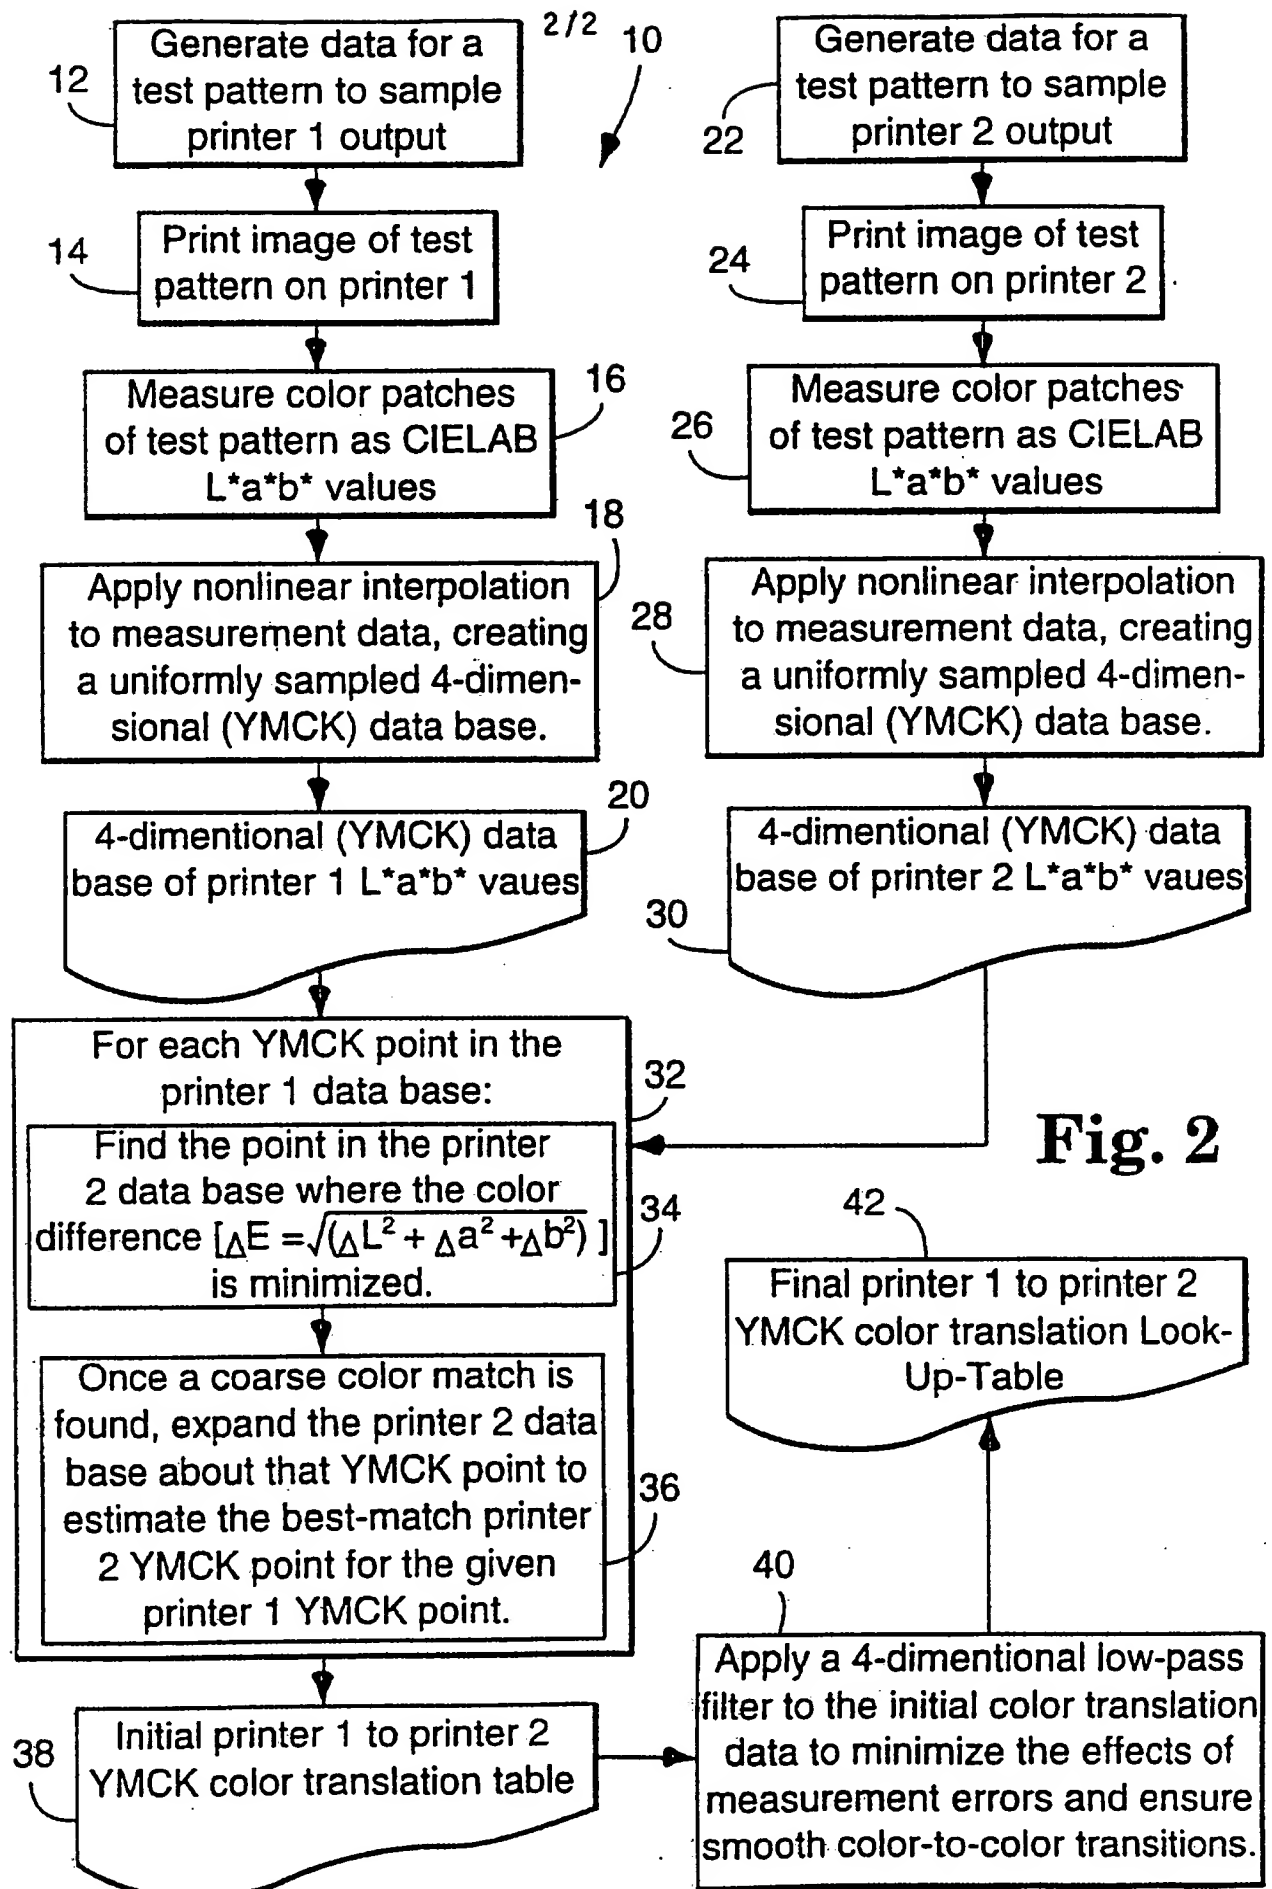 2/2
10
12
Generate data for a
test pattern to sample
printer 1 output
14
Print image of test
pattern on printer 1
16
Measure color patches
of test pattern as CIELAB
L*a*b* values
18
Apply nonlinear interpolation
to measurement data, creating
a uniformly sampled 4-dimen-
sional (YMCK) data base.
20
4-dimentional (YMCK) data
base of printer 1 L*a*b* vaues
22
Generate data for a
test pattern to sample
printer 2 output
24
Print image of test
pattern on printer 2
26
Measure color patches
of test pattern as CIELAB
L*a*b* values
28
Apply nonlinear interpolation
to measurement data, creating
a uniformly sampled 4-dimen-
sional (YMCK) data base.
30
4-dimentional (YMCK) data
base of printer 2 L*a*b* vaues
32
For each YMCK point in the
printer 1 data base:
34
Find the point in the printer
2 data base where the color
difference [ΔE =√(ΔL² + Δa² +Δb²) ]
is minimized.
36
Once a coarse color match is
found, expand the printer 2 data
base about that YMCK point to
estimate the best-match printer
2 YMCK point for the given
printer 1 YMCK point.
38
Initial printer 1 to printer 2
YMCK color translation table
40
Apply a 4-dimentional low-pass
filter to the initial color translation
data to minimize the effects of
measurement errors and ensure
smooth color-to-color transitions.
42
Final printer 1 to printer 2
YMCK color translation Look-
Up-Table
Fig. 2